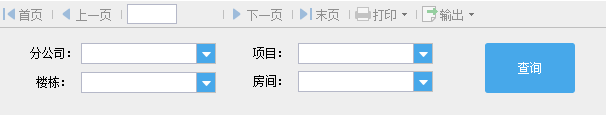 首页 上一页 下一页 末页 打印 输出
分公司： 项目：
楼栋： 房间： 查询